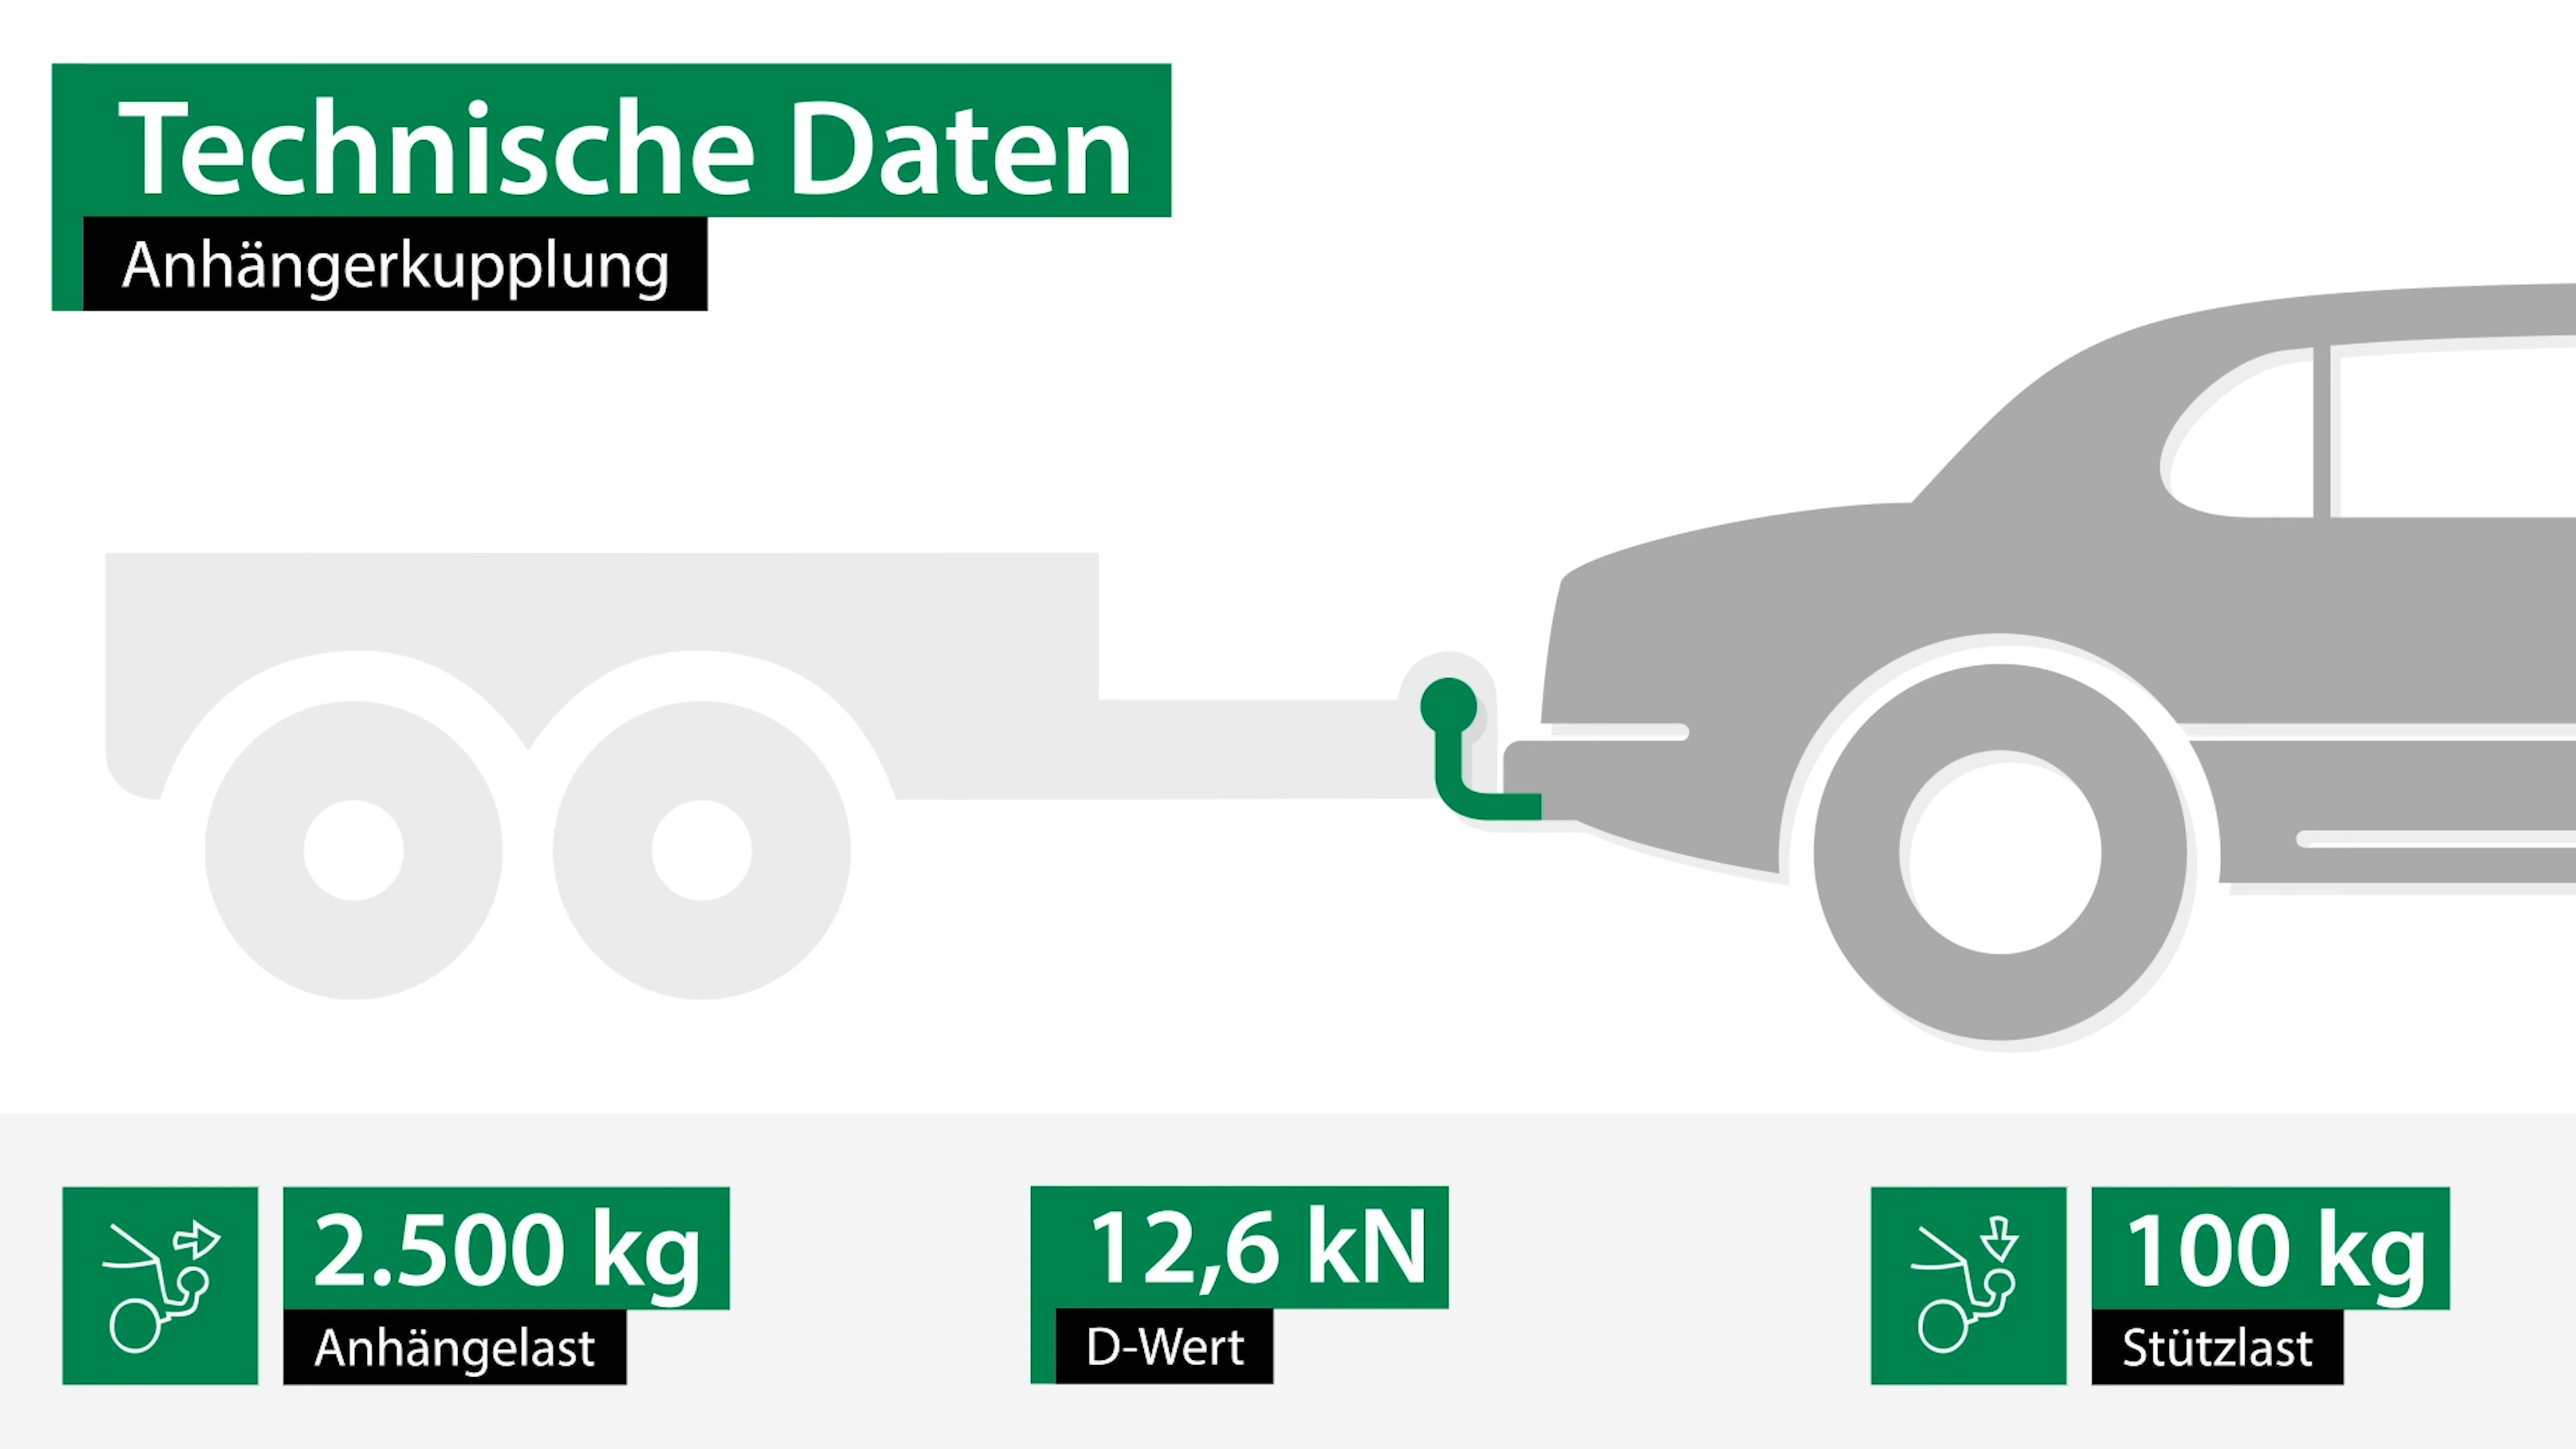 Technische Daten
Anhängerkupplung
2.500 kg
Anhängelast
12,6 kN
D-Wert
100 kg
Stützlast